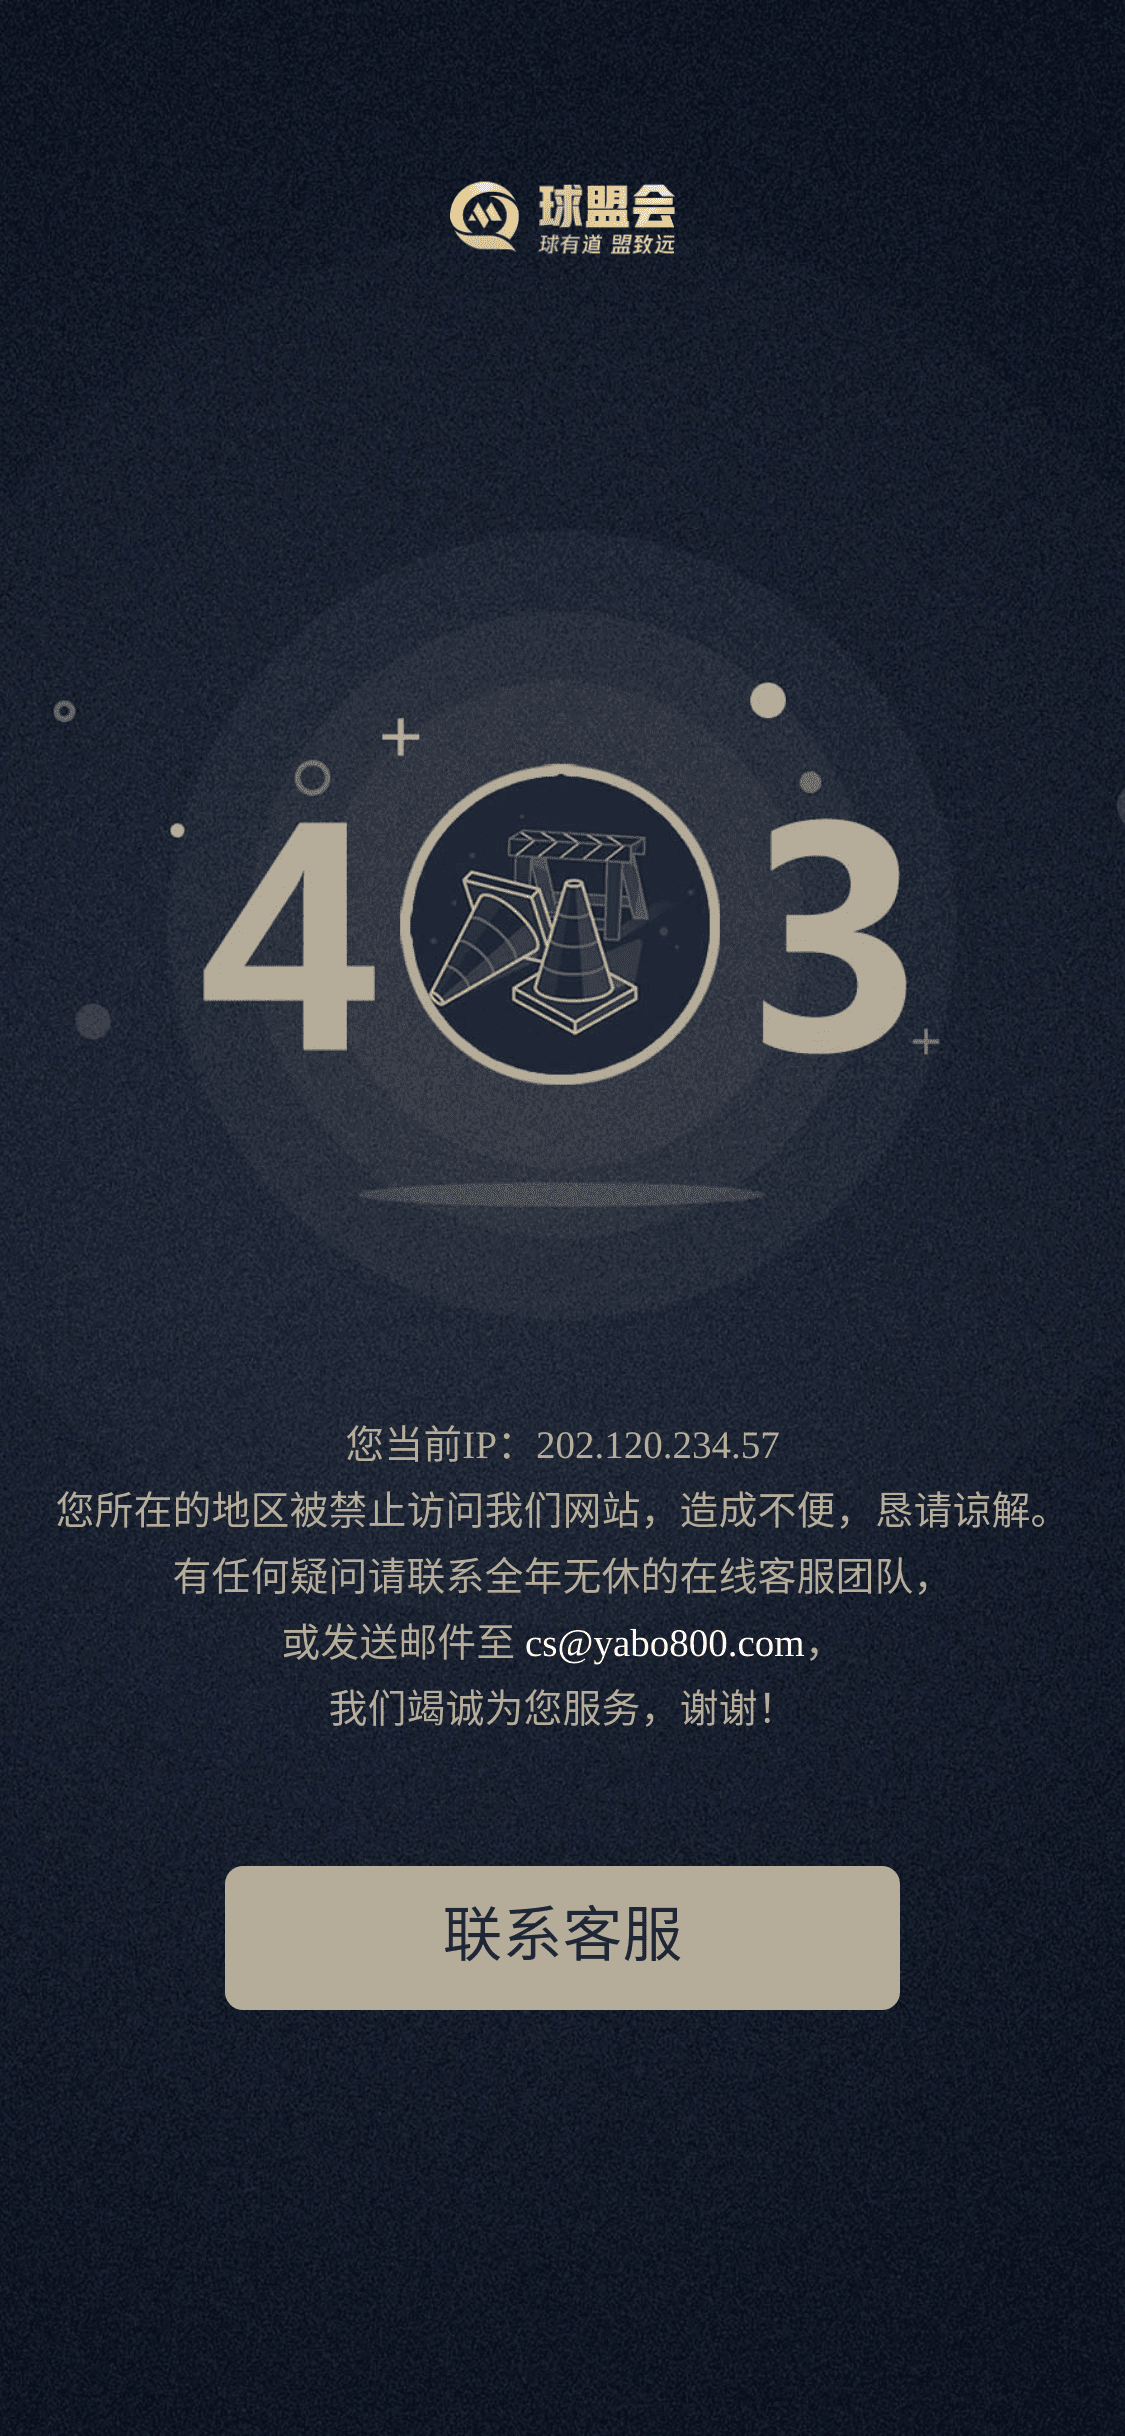 球盟会
球有道 盟致远
403
您当前IP：202.120.234.57
您所在的地区被禁止访问我们网站，造成不便，恳请谅解。
有任何疑问请联系全年无休的在线客服团队，
或发送邮件至 cs@yabo800.com，
我们竭诚为您服务，谢谢！
联系客服